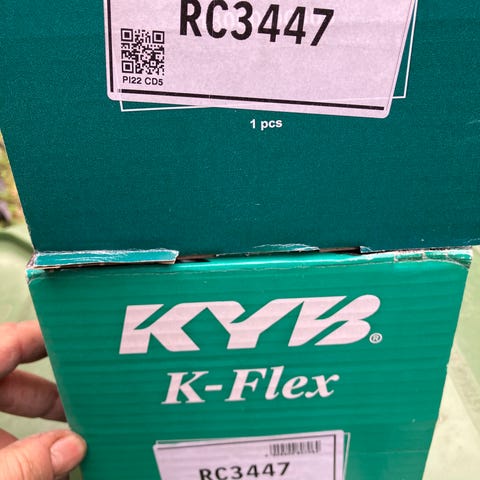 RC3447
PI22 CD5
1 pcs
KYB®
K-Flex
RC3447